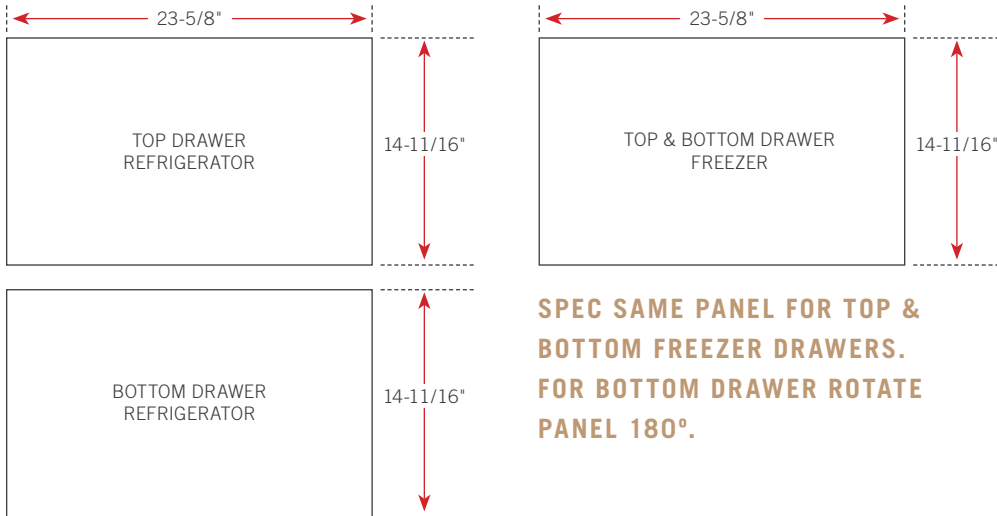 23-5/8"
TOP DRAWER
REFRIGERATOR
14-11/16"
23-5/8"
TOP & BOTTOM DRAWER
FREEZER
14-11/16"
BOTTOM DRAWER
REFRIGERATOR
14-11/16"
SPEC SAME PANEL FOR TOP &
BOTTOM FREEZER DRAWERS.
FOR BOTTOM DRAWER ROTATE
PANEL 180º.